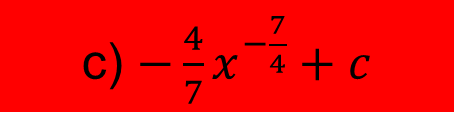 c) −4/7 x^(−7/4) + c